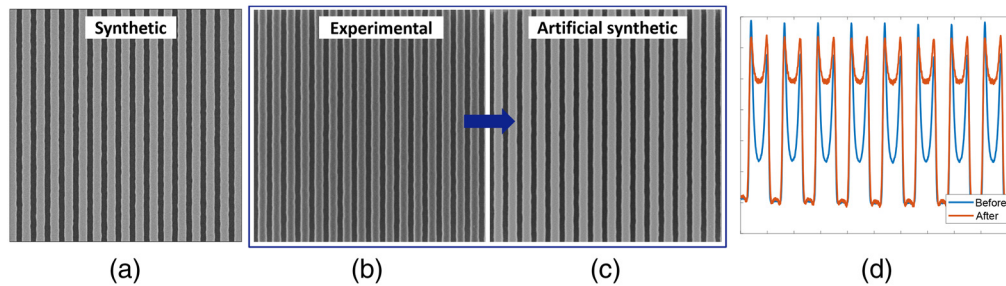 Synthetic
Experimental
Artificial synthetic
Before
After
(a)
(b)
(c)
(d)